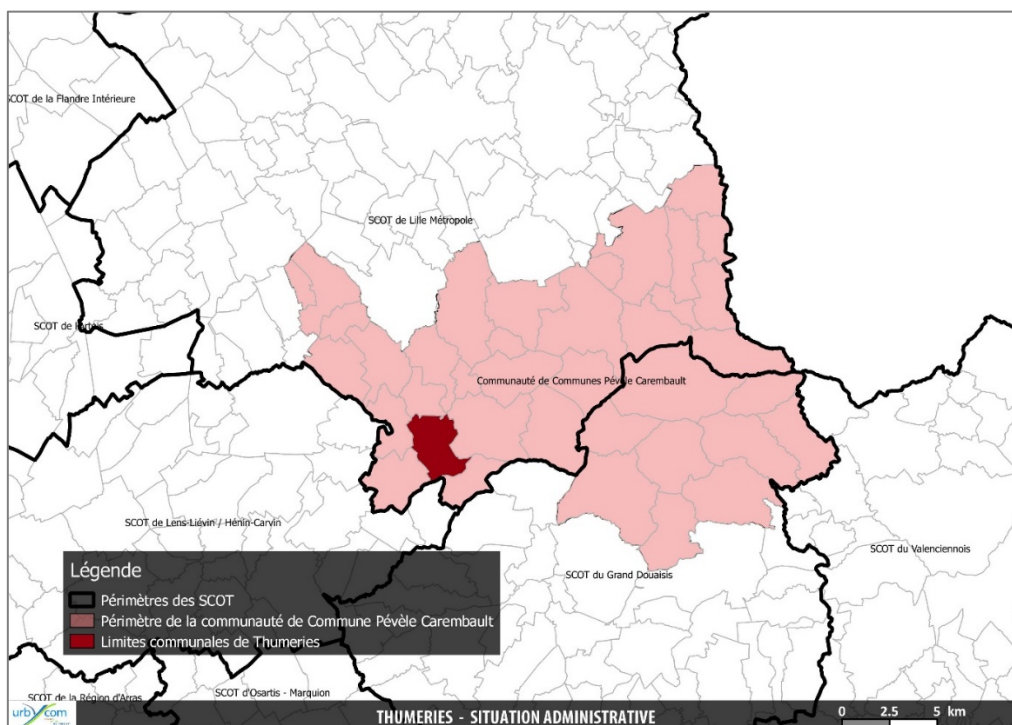 SCOT de la Flandre Intérieure
SCOT de Lille Métropole
SCOT de l'Artois
Communauté de Communes Pévèle Carembault
SCOT de Lens-Liévin / Hénin-Carvin
SCOT du Valenciennois
SCOT du Grand Douaisis
Légende
Périmètres des SCOT
Périmètre de la communauté de Commune Pévèle Carembault
Limites communales de Thumeries
SCOT de la Région d'Arras
SCOT d'Osartis - Marquion
urbycom
THUMERIES - SITUATION ADMINISTRATIVE
0 2.5 5 km